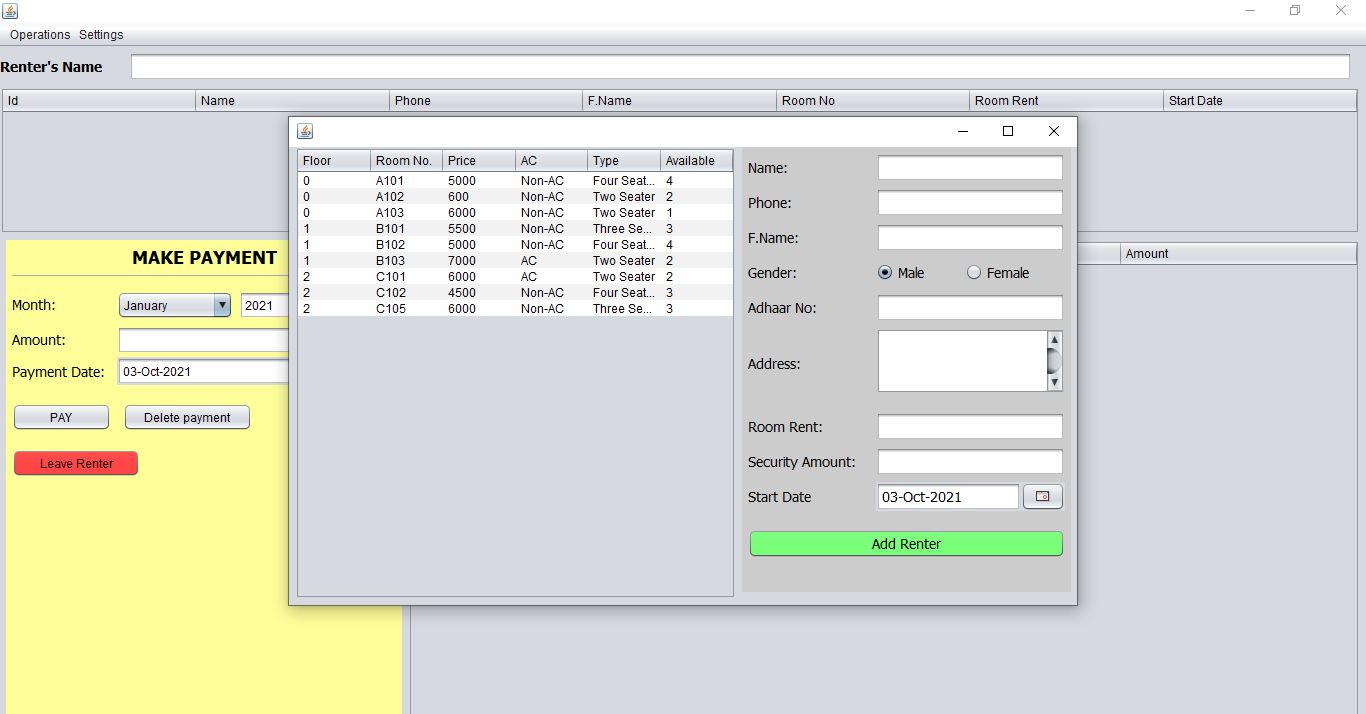 Operations Settings
Renter's Name
Id Name Phone F.Name Room No Room Rent Start Date
Floor Room No. Price AC Type Available
0 A101 5000 Non-AC Four Seat... 4
0 A102 600 Non-AC Two Seater 2
0 A103 6000 Non-AC Two Seater 1
1 B101 5500 Non-AC Three Se... 3
1 B102 5000 Non-AC Four Seat... 4
1 B103 7000 AC Two Seater 2
2 C101 6000 AC Two Seater 2
2 C102 4500 Non-AC Four Seat... 3
2 C105 6000 Non-AC Three Se... 3
Name:
Phone:
F.Name:
Gender: Male Female
Adhaar No:
Address:
Room Rent:
Security Amount:
Start Date 03-Oct-2021
Add Renter
Amount
MAKE PAYMENT
Month: January 2021
Amount:
Payment Date: 03-Oct-2021
PAY Delete payment
Leave Renter